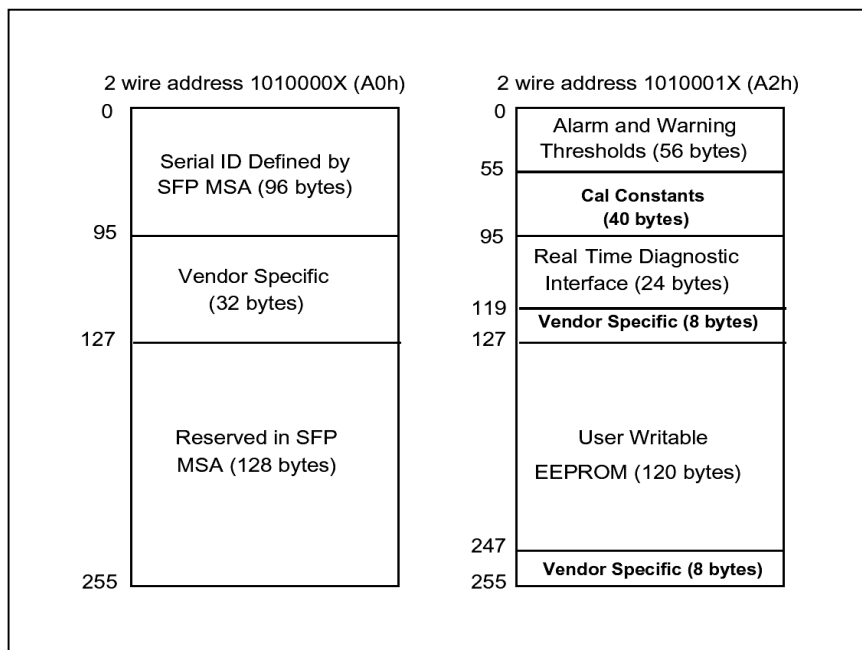 2 wire address 1010000X (A0h)
0
Serial ID Defined by
SFP MSA (96 bytes)
95
Vendor Specific
(32 bytes)
127
Reserved in SFP
MSA (128 bytes)
255
2 wire address 1010001X (A2h)
0
Alarm and Warning
Thresholds (56 bytes)
55
Cal Constants
(40 bytes)
95
Real Time Diagnostic
Interface (24 bytes)
119
Vendor Specific (8 bytes)
127
User Writable
EEPROM (120 bytes)
247
Vendor Specific (8 bytes)
255